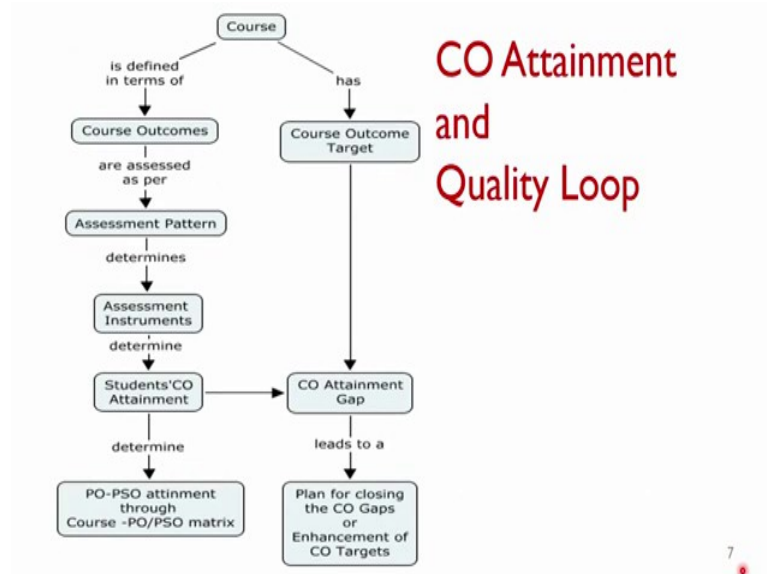 Course
CO Attainment
and
Quality Loop
is defined
in terms of
has
Course Outcomes
Course Outcome
Target
are assessed
as per
Assessment Pattern
determines
Assessment
Instruments
determine
Students'CO
Attainment
CO Attainment
Gap
determine
leads to a
PO-PSO attinment
through
Course -PO/PSO matrix
Plan for closing
the CO Gaps
or
Enhancement of
CO Targets
7